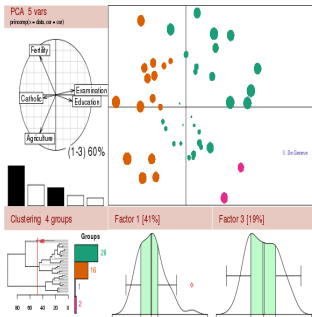 PCA 5 vars
princomp(x = data, cor = cor)
Fertility
Examination
Catholic
Education
Agriculture
(1-3) 60%
V. De Geneve
Clustering 4 groups
Factor 1 [41%]
Factor 3 [19%]
Groups
28
16
1
2
80 60 40 20 0